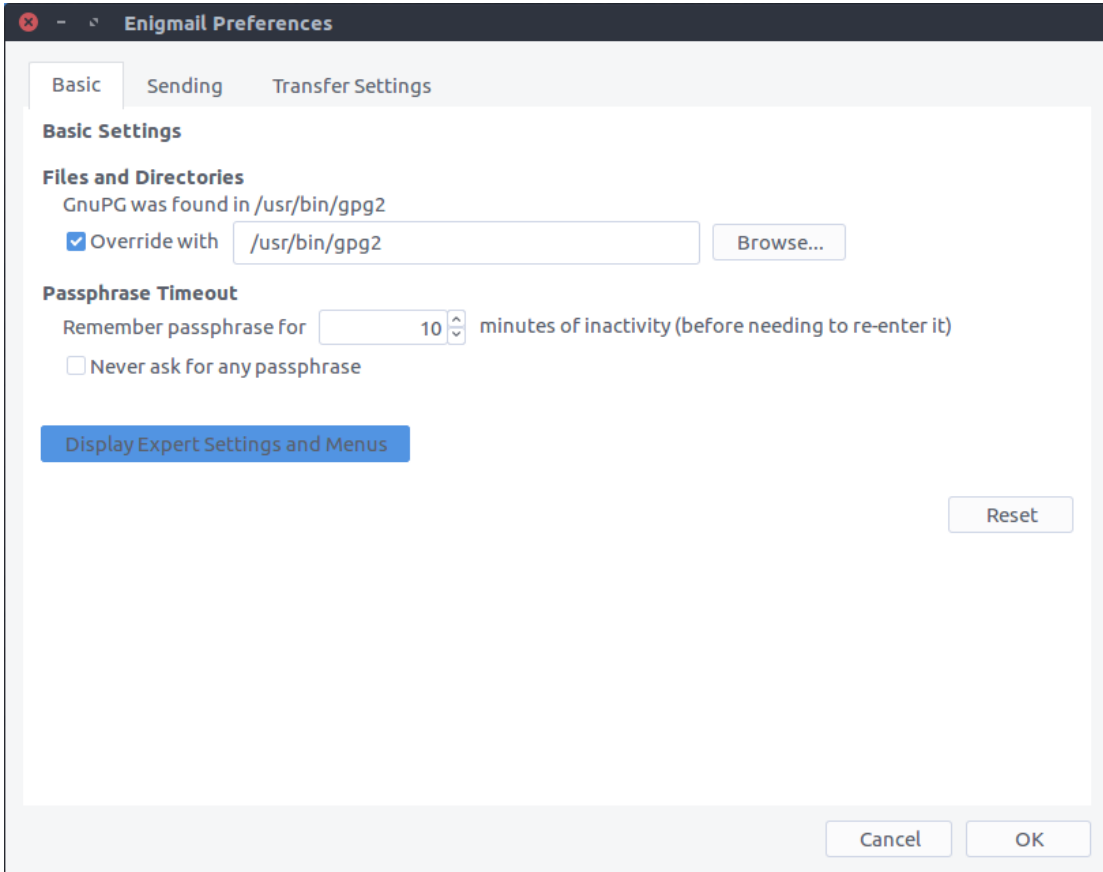 Enigmail Preferences
Basic Sending Transfer Settings
Basic Settings
Files and Directories
GnuPG was found in /usr/bin/gpg2
Override with /usr/bin/gpg2 Browse...
Passphrase Timeout
Remember passphrase for 10 minutes of inactivity (before needing to re-enter it)
Never ask for any passphrase
Display Expert Settings and Menus
Reset
Cancel OK